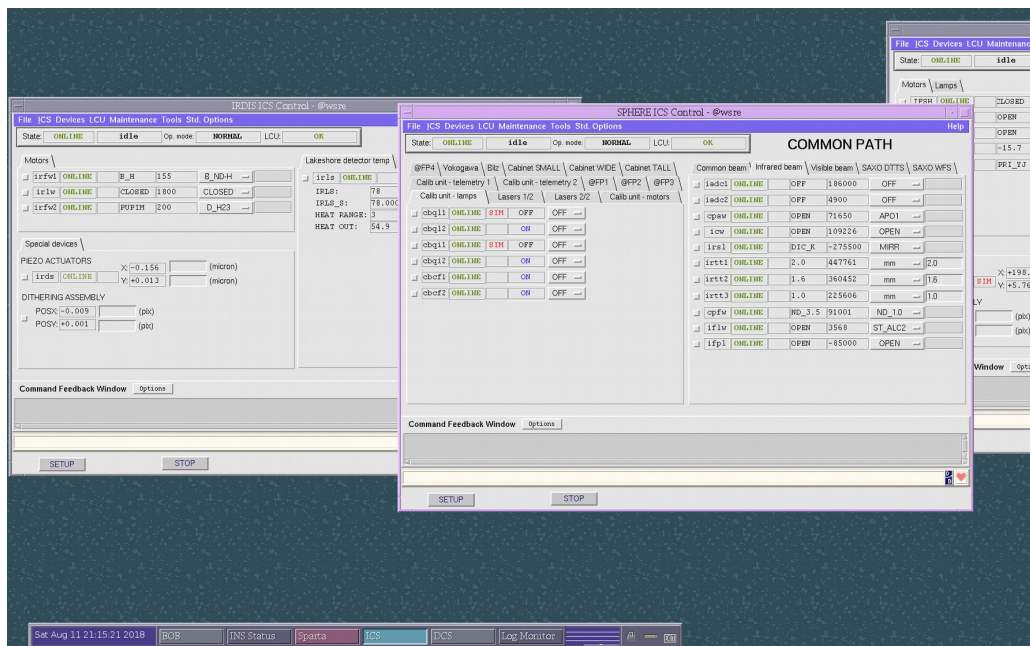 File ICS Devices LCU Maintenance
State: ONLINE idle
Motors Lamps
IFSH ONLINE CLOSED
OPEN
OPEN
-15.7
PRI_YJ
SIM X: +198.
Y: +5.76
(pix)
(pix)
Window
IRDIS ICS Control - @wsre
File ICS Devices LCU Maintenance Tools Std. Options
State: ONLINE idle Op. mode: NORMAL LCU: OK
Motors
irfw1 ONLINE B_H 155 B_ND-H
irlw ONLINE CLOSED 1800 CLOSED
irfw2 ONLINE PUPIM 200 D_H23
Lakeshore detector temp
irls ONLINE
IRLS: 78
IRLS_S: 78.000
HEAT RANGE: 3
HEAT OUT: 54.9
Special devices
PIEZO ACTUATORS
irds ONLINE X: -0.156 (micron)
Y: +0.013 (micron)
DITHERING ASSEMBLY
POSX: -0.009 (pix)
POSY: +0.001 (pix)
Command Feedback Window Options
SETUP STOP
SPHERE ICS Control - @wsre
File ICS Devices LCU Maintenance Tools Std. Options Help
State: ONLINE idle Op. mode: NORMAL LCU: OK COMMON PATH
@FP4 Yokogawa Bliz Cabinet SMALL Cabinet WIDE Cabinet TALL
Calib unit - telemetry 1 Calib unit - telemetry 2 @FP1 @FP2 @FP3
Calib unit - lamps Lasers 1/2 Lasers 2/2 Calib unit - motors
cbql1 ONLINE SIM OFF OFF
cbql2 ONLINE ON OFF
cbqi1 ONLINE SIM OFF OFF
cbqi2 ONLINE ON OFF
cbcf1 ONLINE ON OFF
cbcf2 ONLINE ON OFF
Common beam Infrared beam Visible beam SAXO DTTS SAXO WFS
iadc1 ONLINE OFF 186000 OFF
iadc2 ONLINE OFF 4900 OFF
cpaw ONLINE OPEN 71650 APO1
icw ONLINE OPEN 109226 OPEN
irsl ONLINE DIC_K -275500 MIRR
irtt1 ONLINE 2.0 447761 mm 2.0
irtt2 ONLINE 1.6 360452 mm 1.6
irtt3 ONLINE 1.0 225606 mm 1.0
cpfw ONLINE ND_3.5 91001 ND_1.0
iflw ONLINE OPEN 3568 ST_ALC2
ifpl ONLINE OPEN -85000 OPEN
Command Feedback Window Options
SETUP STOP
Sat Aug 11 21:15:21 2018 BOB INS Status Sparta ICS DCS Log Monitor